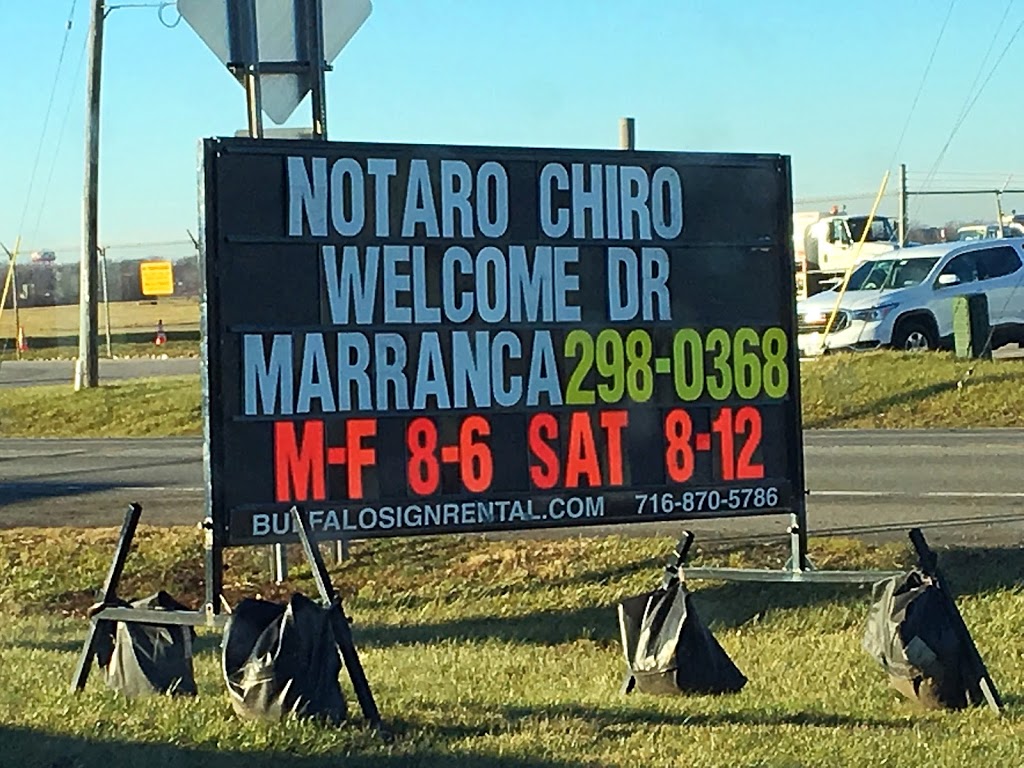 NOTARO CHIRO
WELCOME DR
MARRANCA 298-0368
M-F 8-6 SAT 8-12
BUFFALOSIGNRENTAL.COM 716-870-5786